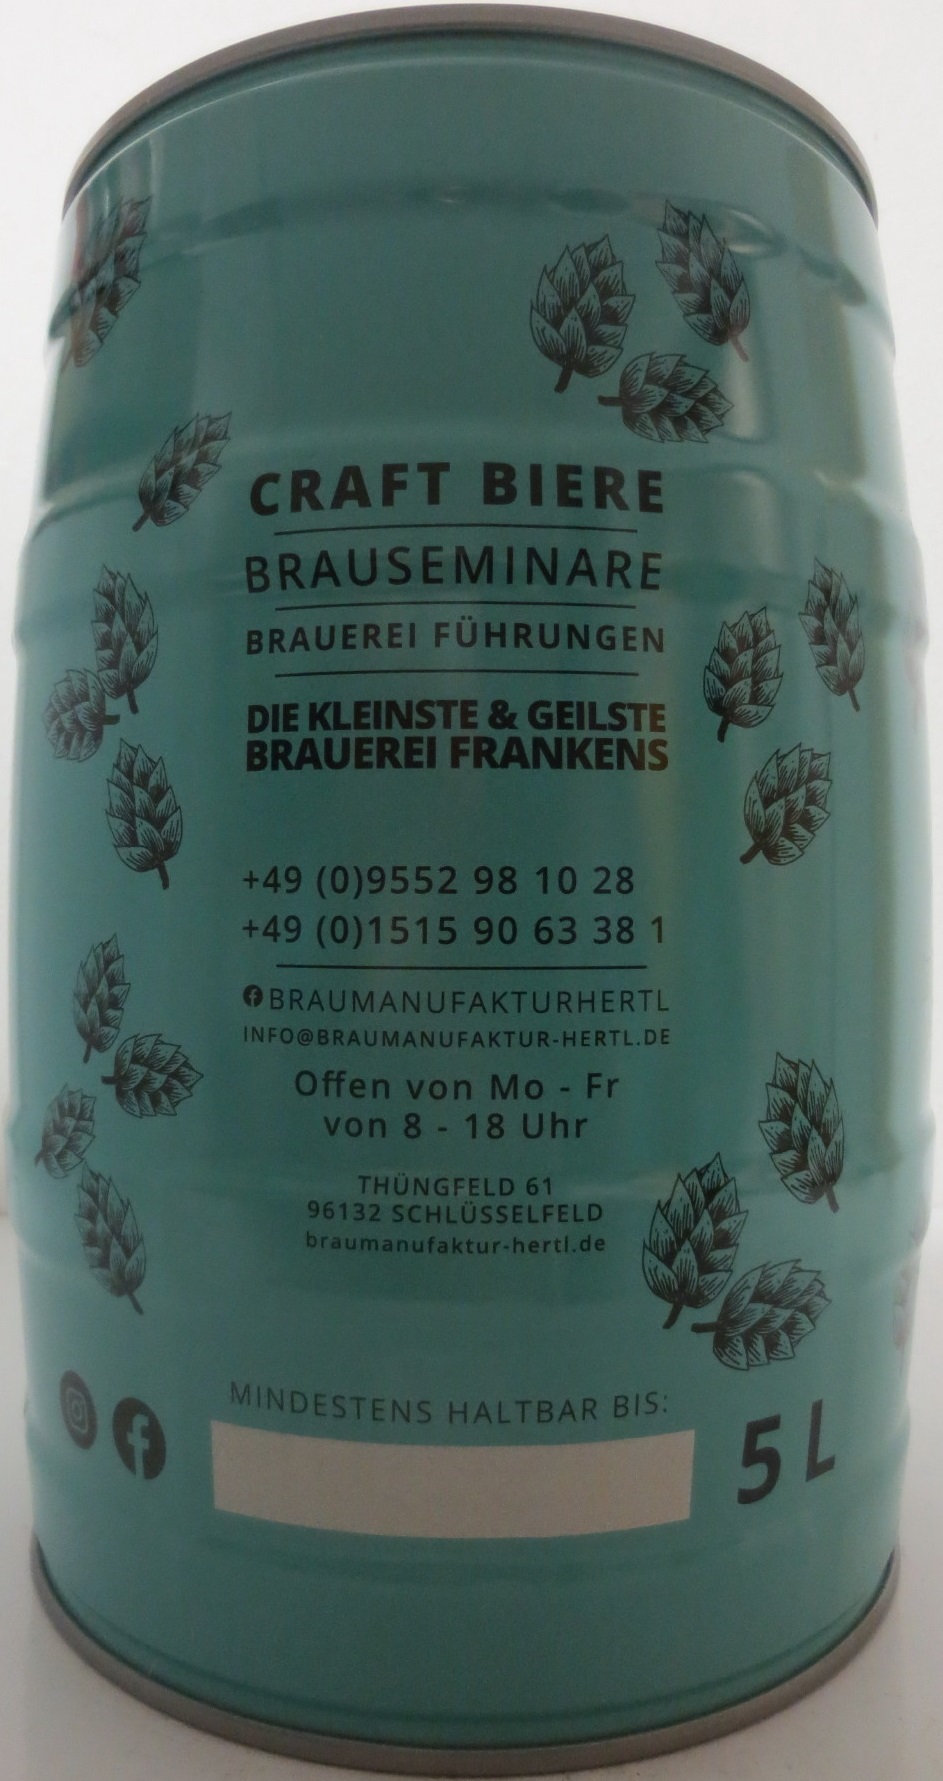 CRAFT BIERE
BRAUSEMINARE
BRAUEREI FÜHRUNGEN
DIE KLEINSTE & GEILSTE
BRAUEREI FRANKENS
+49 (0)9552 98 10 28
+49 (0)1515 90 63 38 1
BRAUMANUFAKTURHERTL
INFO@BRAUMANUFAKTUR-HERTL.DE
Offen von Mo - Fr
von 8 - 18 Uhr
THÜNGFELD 61
96132 SCHLÜSSELFELD
braumanufaktur-hertl.de
MINDESTENS HALTBAR BIS:
5 L